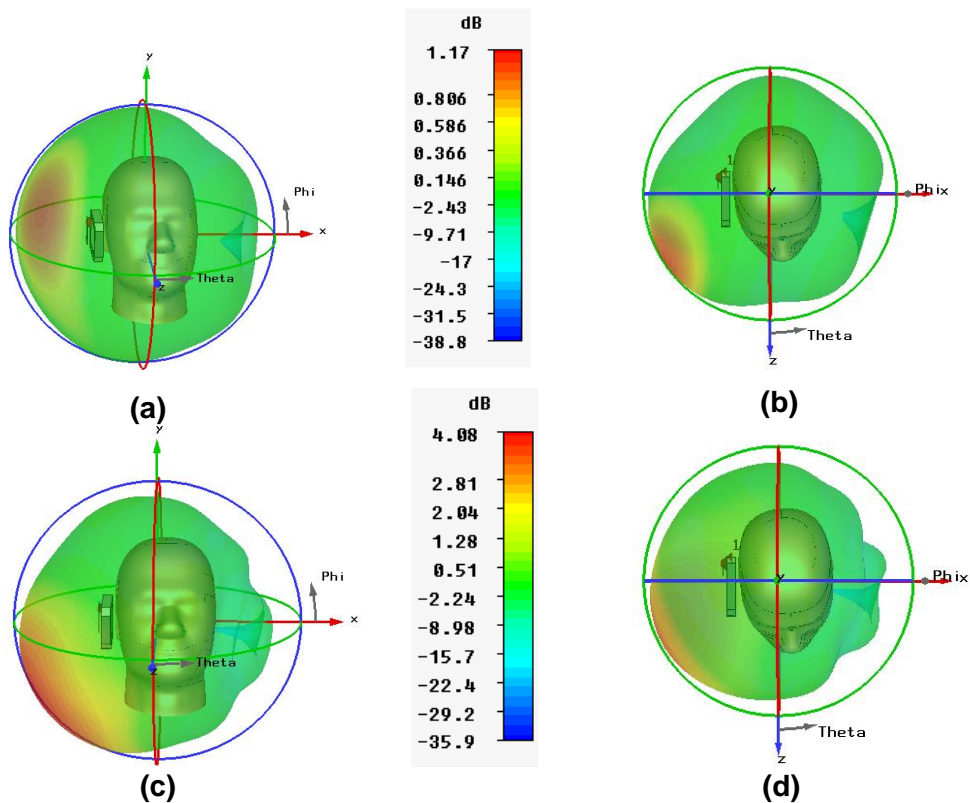 dB
1.17
0.806
0.586
0.366
0.146
-2.43
-9.71
-17
-24.3
-31.5
-38.8
y
Phi
x
Theta
z
(a)
1
y
Phix
Theta
z
(b)
dB
4.08
2.81
2.04
1.28
0.51
-2.24
-8.98
-15.7
-22.4
-29.2
-35.9
y
Phi
x
Theta
z
(c)
1
y
Phix
Theta
z
(d)